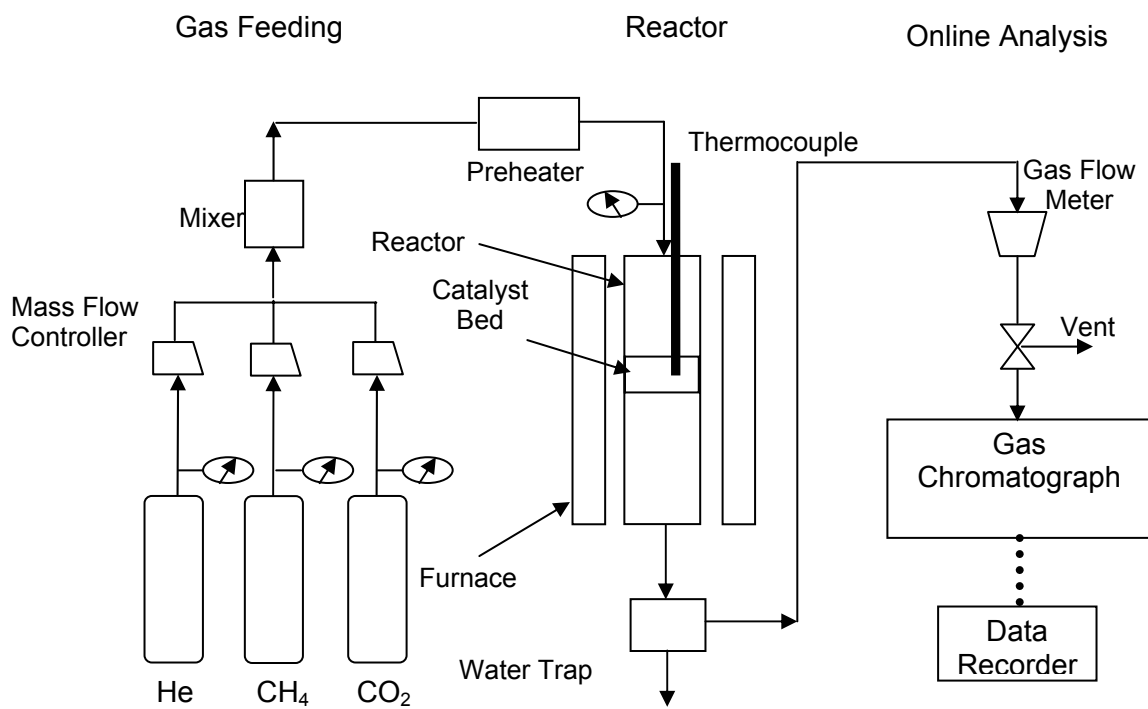 Gas Feeding
Reactor
Online Analysis
Thermocouple
Preheater
Gas Flow
Meter
Mixer
Reactor
Catalyst
Bed
Mass Flow
Controller
Vent
Gas
Chromatograph
Furnace
Water Trap
Data
Recorder
He
CH₄
CO₂